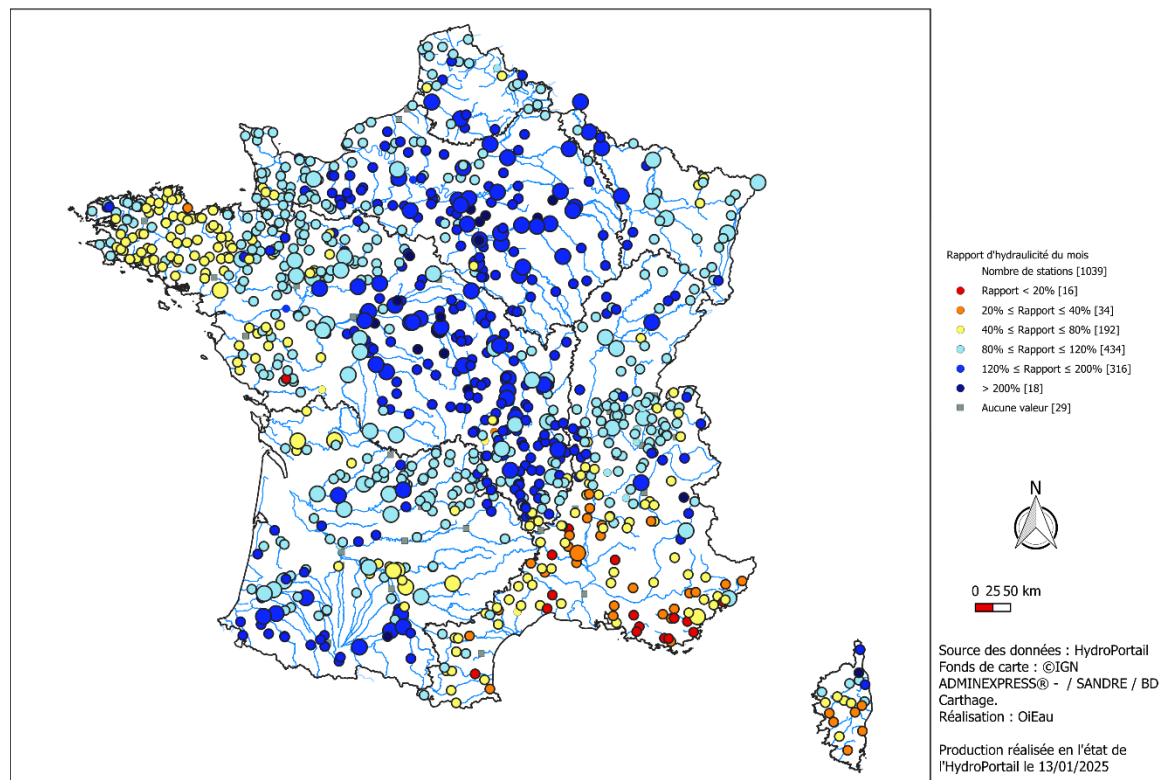 Rapport d'hydraulicité du mois
Nombre de stations [1039]
Rapport < 20% [16]
20% ≤ Rapport ≤ 40% [34]
40% ≤ Rapport ≤ 80% [192]
80% ≤ Rapport ≤ 120% [434]
120% ≤ Rapport ≤ 200% [316]
> 200% [18]
Aucune valeur [29]
N
0 25 50 km
Source des données : HydroPortail
Fonds de carte : ©IGN
ADMINEXPRESS® - / SANDRE / BD
Carthage.
Réalisation : OiEau
Production réalisée en l'état de
l'HydroPortail le 13/01/2025